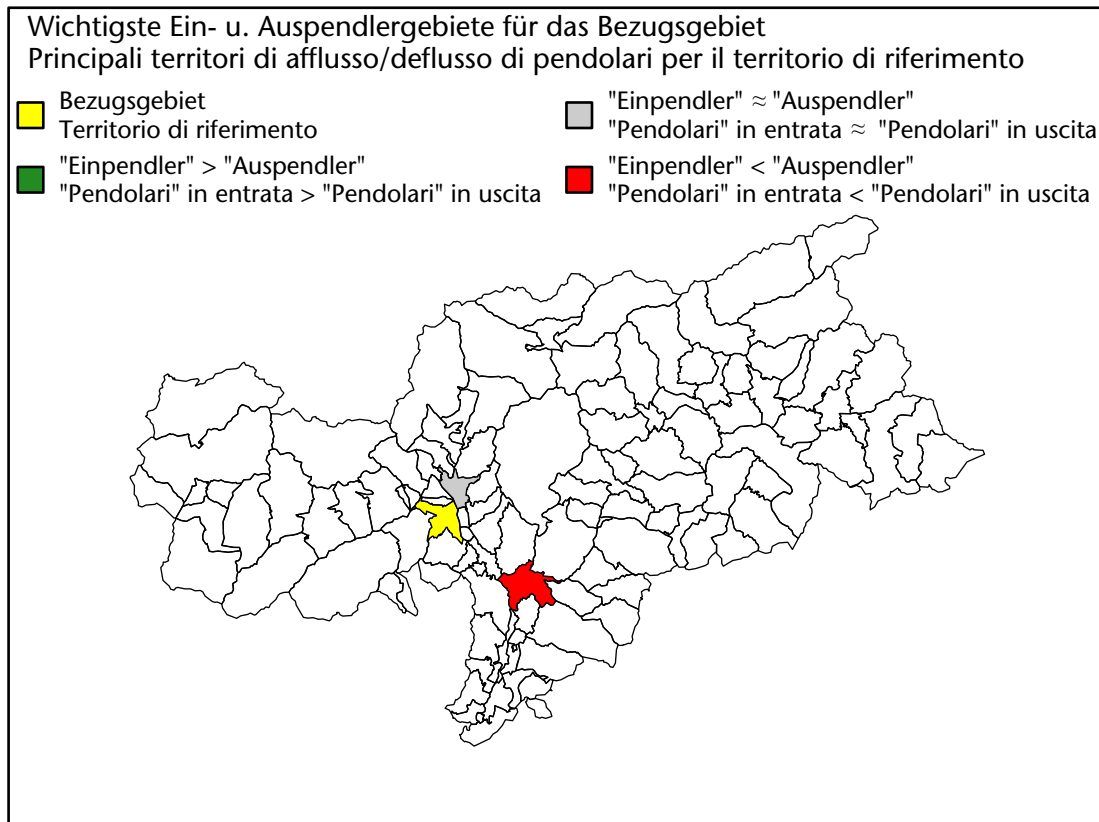 Wichtigste Ein- u. Auspendlergebiete für das Bezugsgebiet
Principali territori di afflusso/deflusso di pendolari per il territorio di riferimento
Bezugsgebiet
Territorio di riferimento
"Einpendler" > "Auspendler"
"Pendolari" in entrata > "Pendolari" in uscita
"Einpendler" ≈ "Auspendler"
"Pendolari" in entrata ≈ "Pendolari" in uscita
"Einpendler" < "Auspendler"
"Pendolari" in entrata < "Pendolari" in uscita